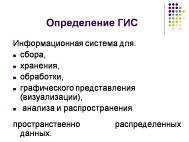 Определение ГИС
Информационная система для:
сбора,
хранения,
обработки,
графического представления
(визуализации),
анализа и распространения
пространственно распределенных
данных.